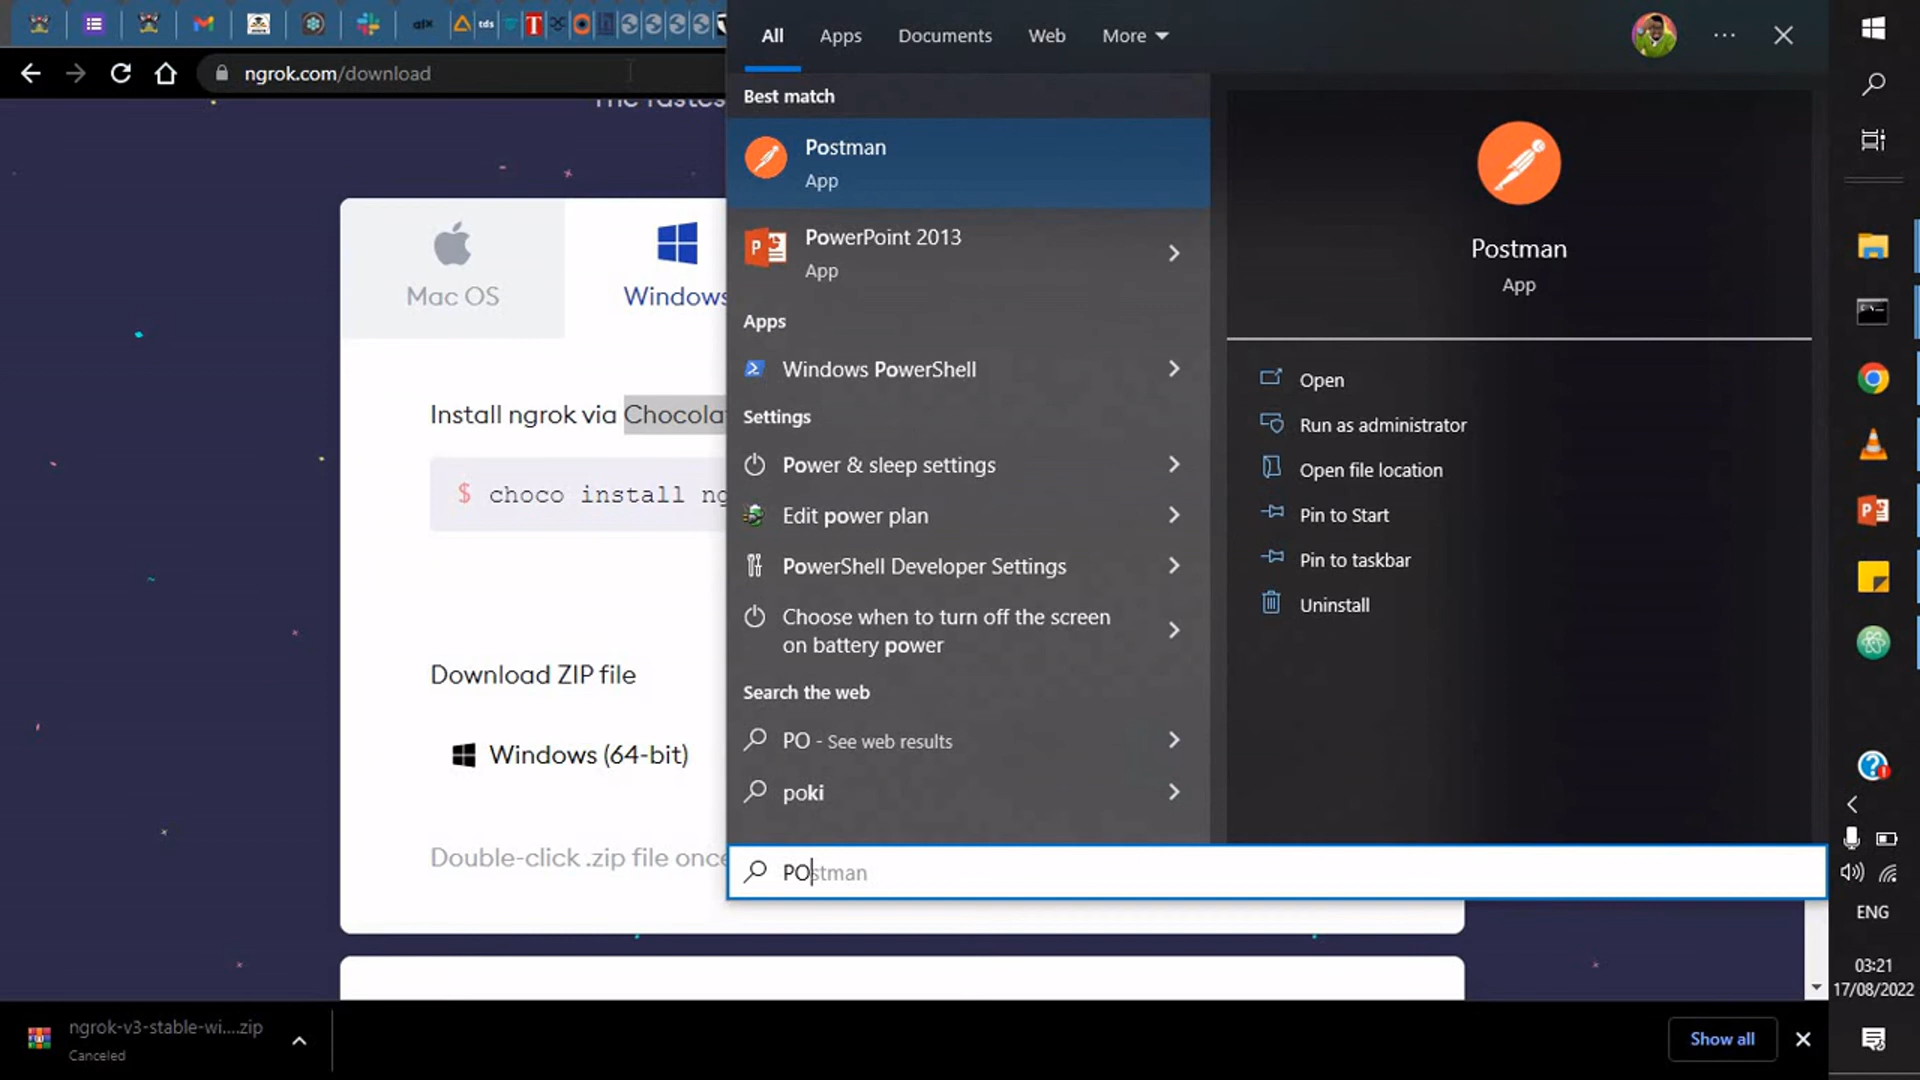 tds
ngrok.com/download
The fastes
Mac OS
Windows
Install ngrok via Chocola
$ choco install ng
Download ZIP file
Windows (64-bit)
Double-click .zip file once
All
Apps
Documents
Web
More
Best match
Postman
App
PowerPoint 2013
App
Apps
Windows PowerShell
Settings
Power & sleep settings
Edit power plan
PowerShell Developer Settings
Choose when to turn off the screen
on battery power
Search the web
PO - See web results
poki
POstman
Postman
App
Open
Run as administrator
Open file location
Pin to Start
Pin to taskbar
Uninstall
ENG
03:21
17/08/2022
ngrok-v3-stable-wi....zip
Canceled
Show all